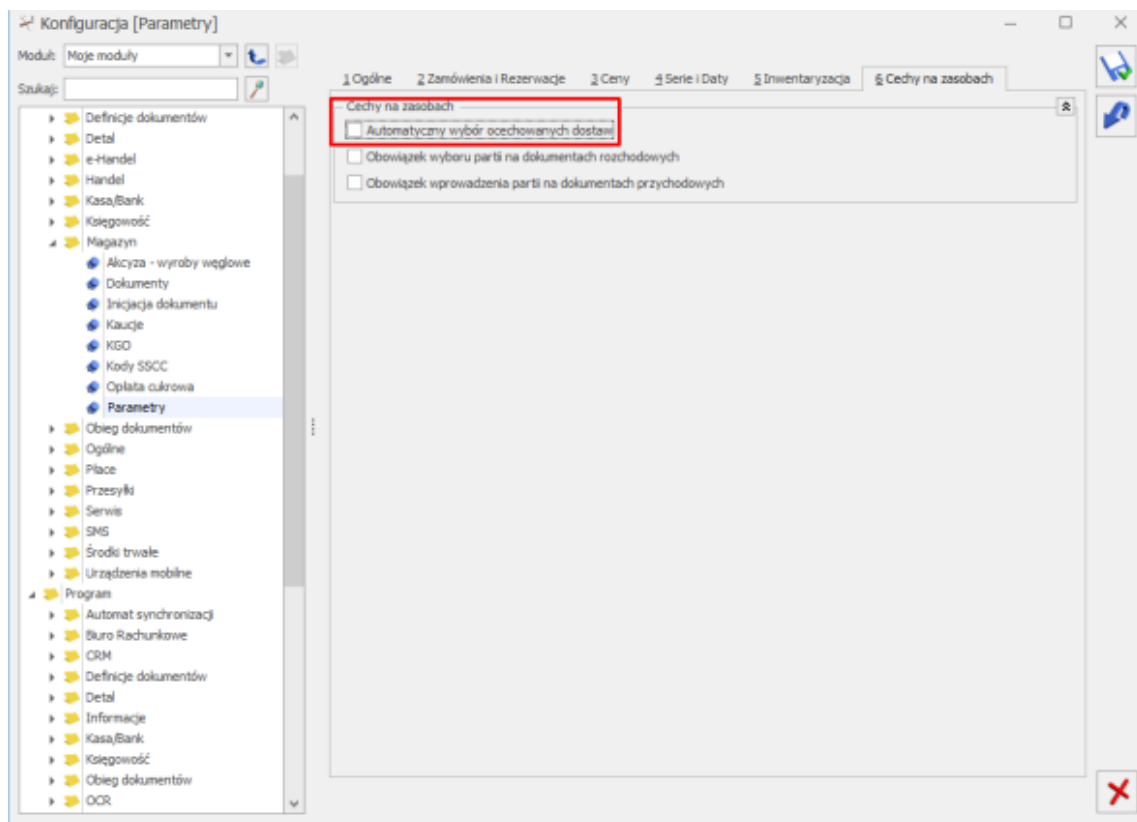 Konfiguracja [Parametry]
Moduł: Moje moduły
Szukaj:
1 Ogólne 2 Zamówienia i Rezerwacje 3 Ceny 4 Serie i Daty 5 Inwentaryzacja 6 Cechy na zasobach
Cechy na zasobach
Automatyczny wybór ocechowanych dostaw
Obowiązek wyboru partii na dokumentach rozchodowych
Obowiązek wprowadzenia partii na dokumentach przychodowych
Definicje dokumentów
Detal
e-Handel
Handel
Kasa/Bank
Księgowość
Magazyn
Akcyza - wyroby węglowe
Dokumenty
Inicjacja dokumentu
Kaucje
KGO
Kody SSCC
Opłata cukrowa
Parametry
Obieg dokumentów
Ogólne
Płace
Przesyłki
Serwis
SMS
Środki trwałe
Urządzenia mobilne
Program
Automat synchronizacji
Biuro Rachunkowe
CRM
Definicje dokumentów
Detal
Informacje
Kasa/Bank
Księgowość
Obieg dokumentów
OCR